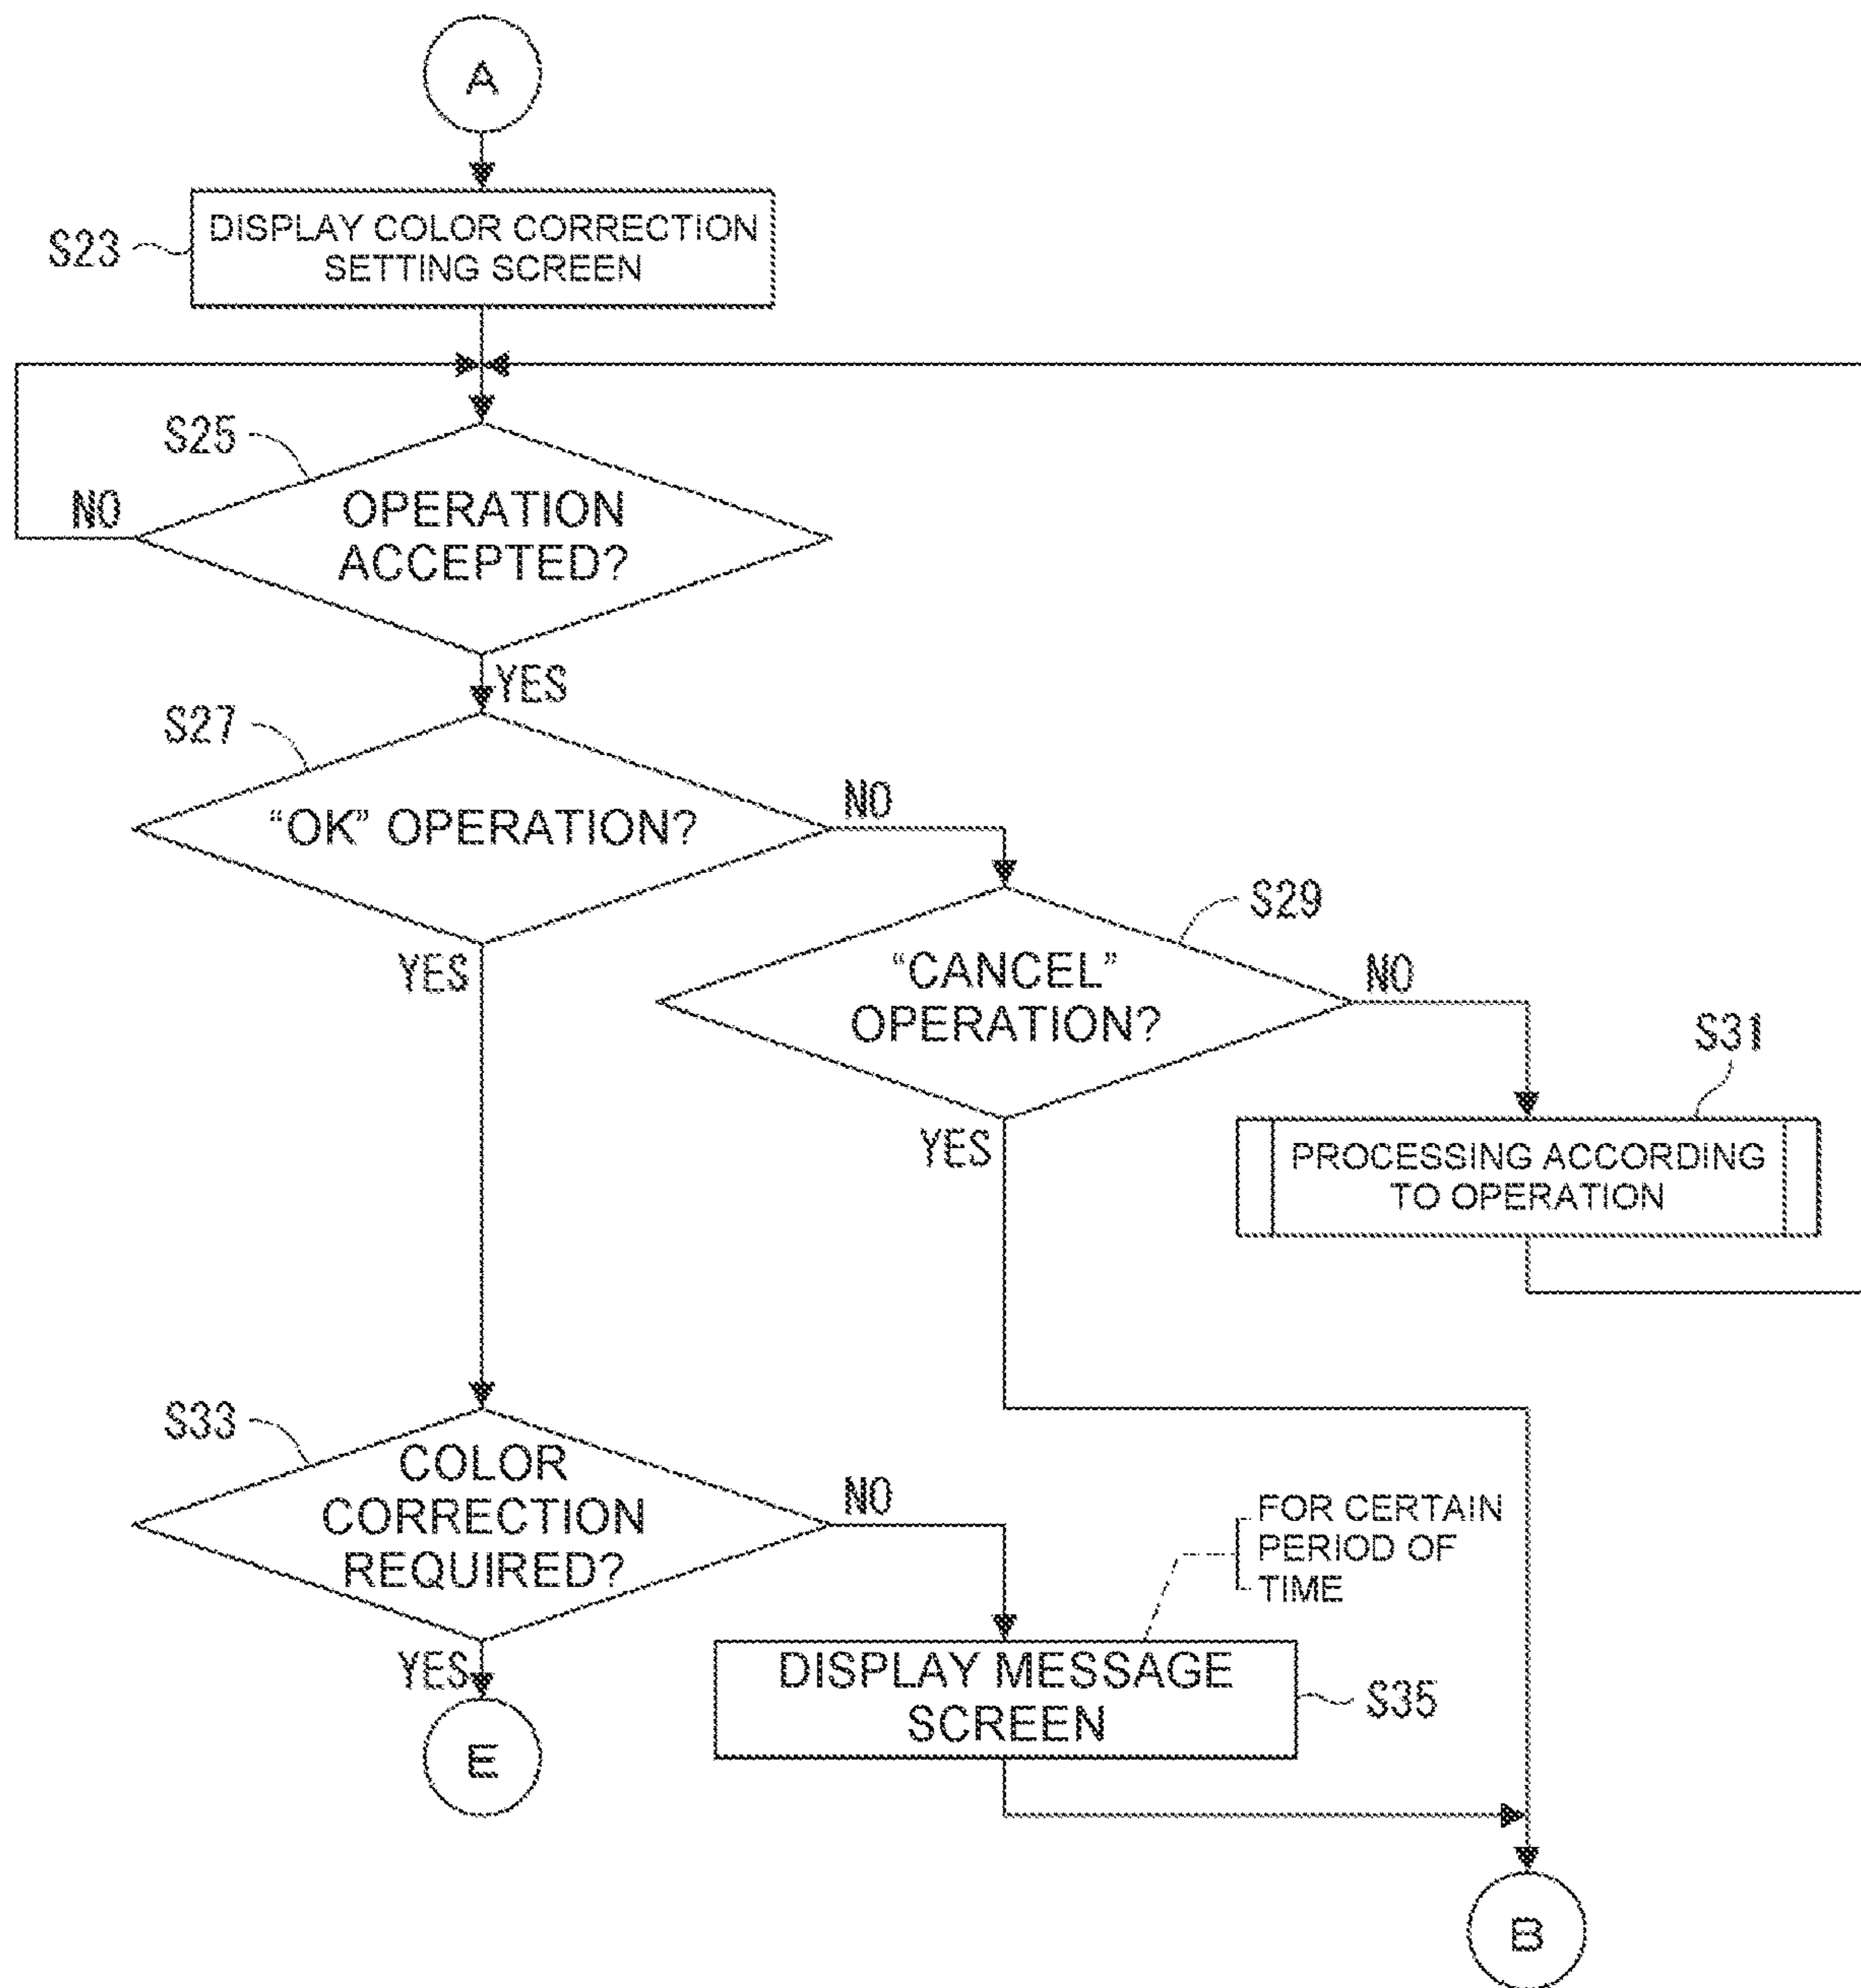 A
S23
DISPLAY COLOR CORRECTION
SETTING SCREEN
S25
NO
OPERATION
ACCEPTED?
YES
S27
“OK” OPERATION?
NO
YES
S29
“CANCEL”
OPERATION?
NO
YES
S31
PROCESSING ACCORDING
TO OPERATION
S33
COLOR
CORRECTION
REQUIRED?
NO
YES
FOR CERTAIN
PERIOD OF
TIME
DISPLAY MESSAGE
SCREEN
S35
E
B